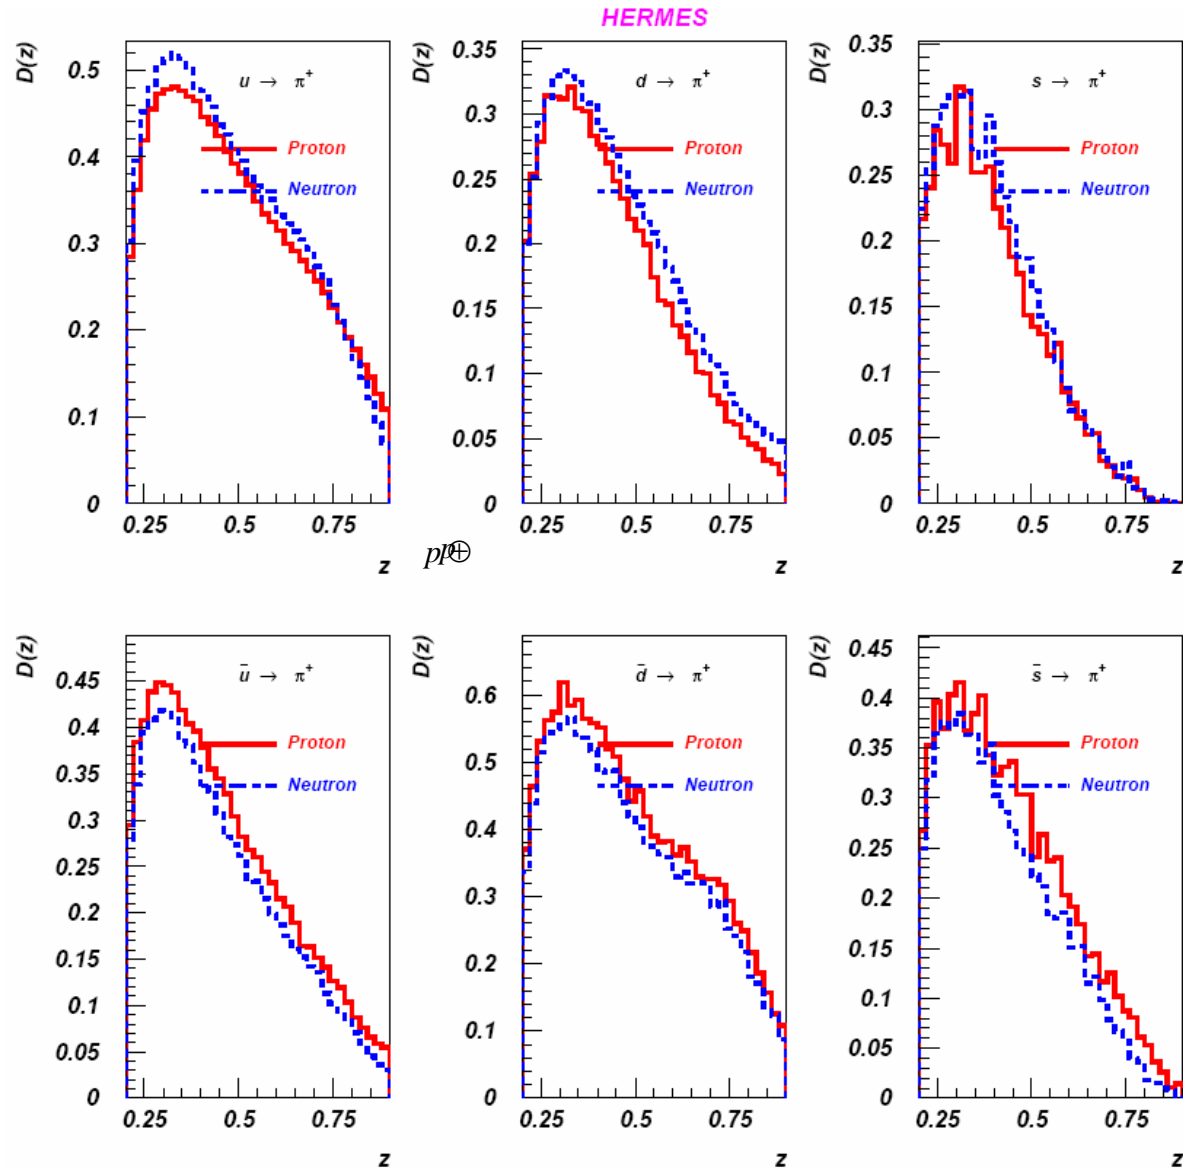 HERMES
D(z)
u → π⁺
Proton
Neutron
0.5
0.4
0.3
0.2
0.1
0
0.25 0.5 0.75
z
D(z)
d → π⁺
Proton
Neutron
0.35
0.3
0.25
0.2
0.15
0.1
0.05
0
0.25 0.5 0.75
z
D(z)
s → π⁺
Proton
Neutron
0.35
0.3
0.25
0.2
0.15
0.1
0.05
0
0.25 0.5 0.75
z
D(z)
ū → π⁺
Proton
Neutron
0.45
0.4
0.35
0.3
0.25
0.2
0.15
0.1
0.05
0
0.25 0.5 0.75
z
D(z)
d̄ → π⁺
Proton
Neutron
0.6
0.5
0.4
0.3
0.2
0.1
0
0.25 0.5 0.75
z
D(z)
s̄ → π⁺
Proton
Neutron
0.45
0.4
0.35
0.3
0.25
0.2
0.15
0.1
0.05
0
0.25 0.5 0.75
z